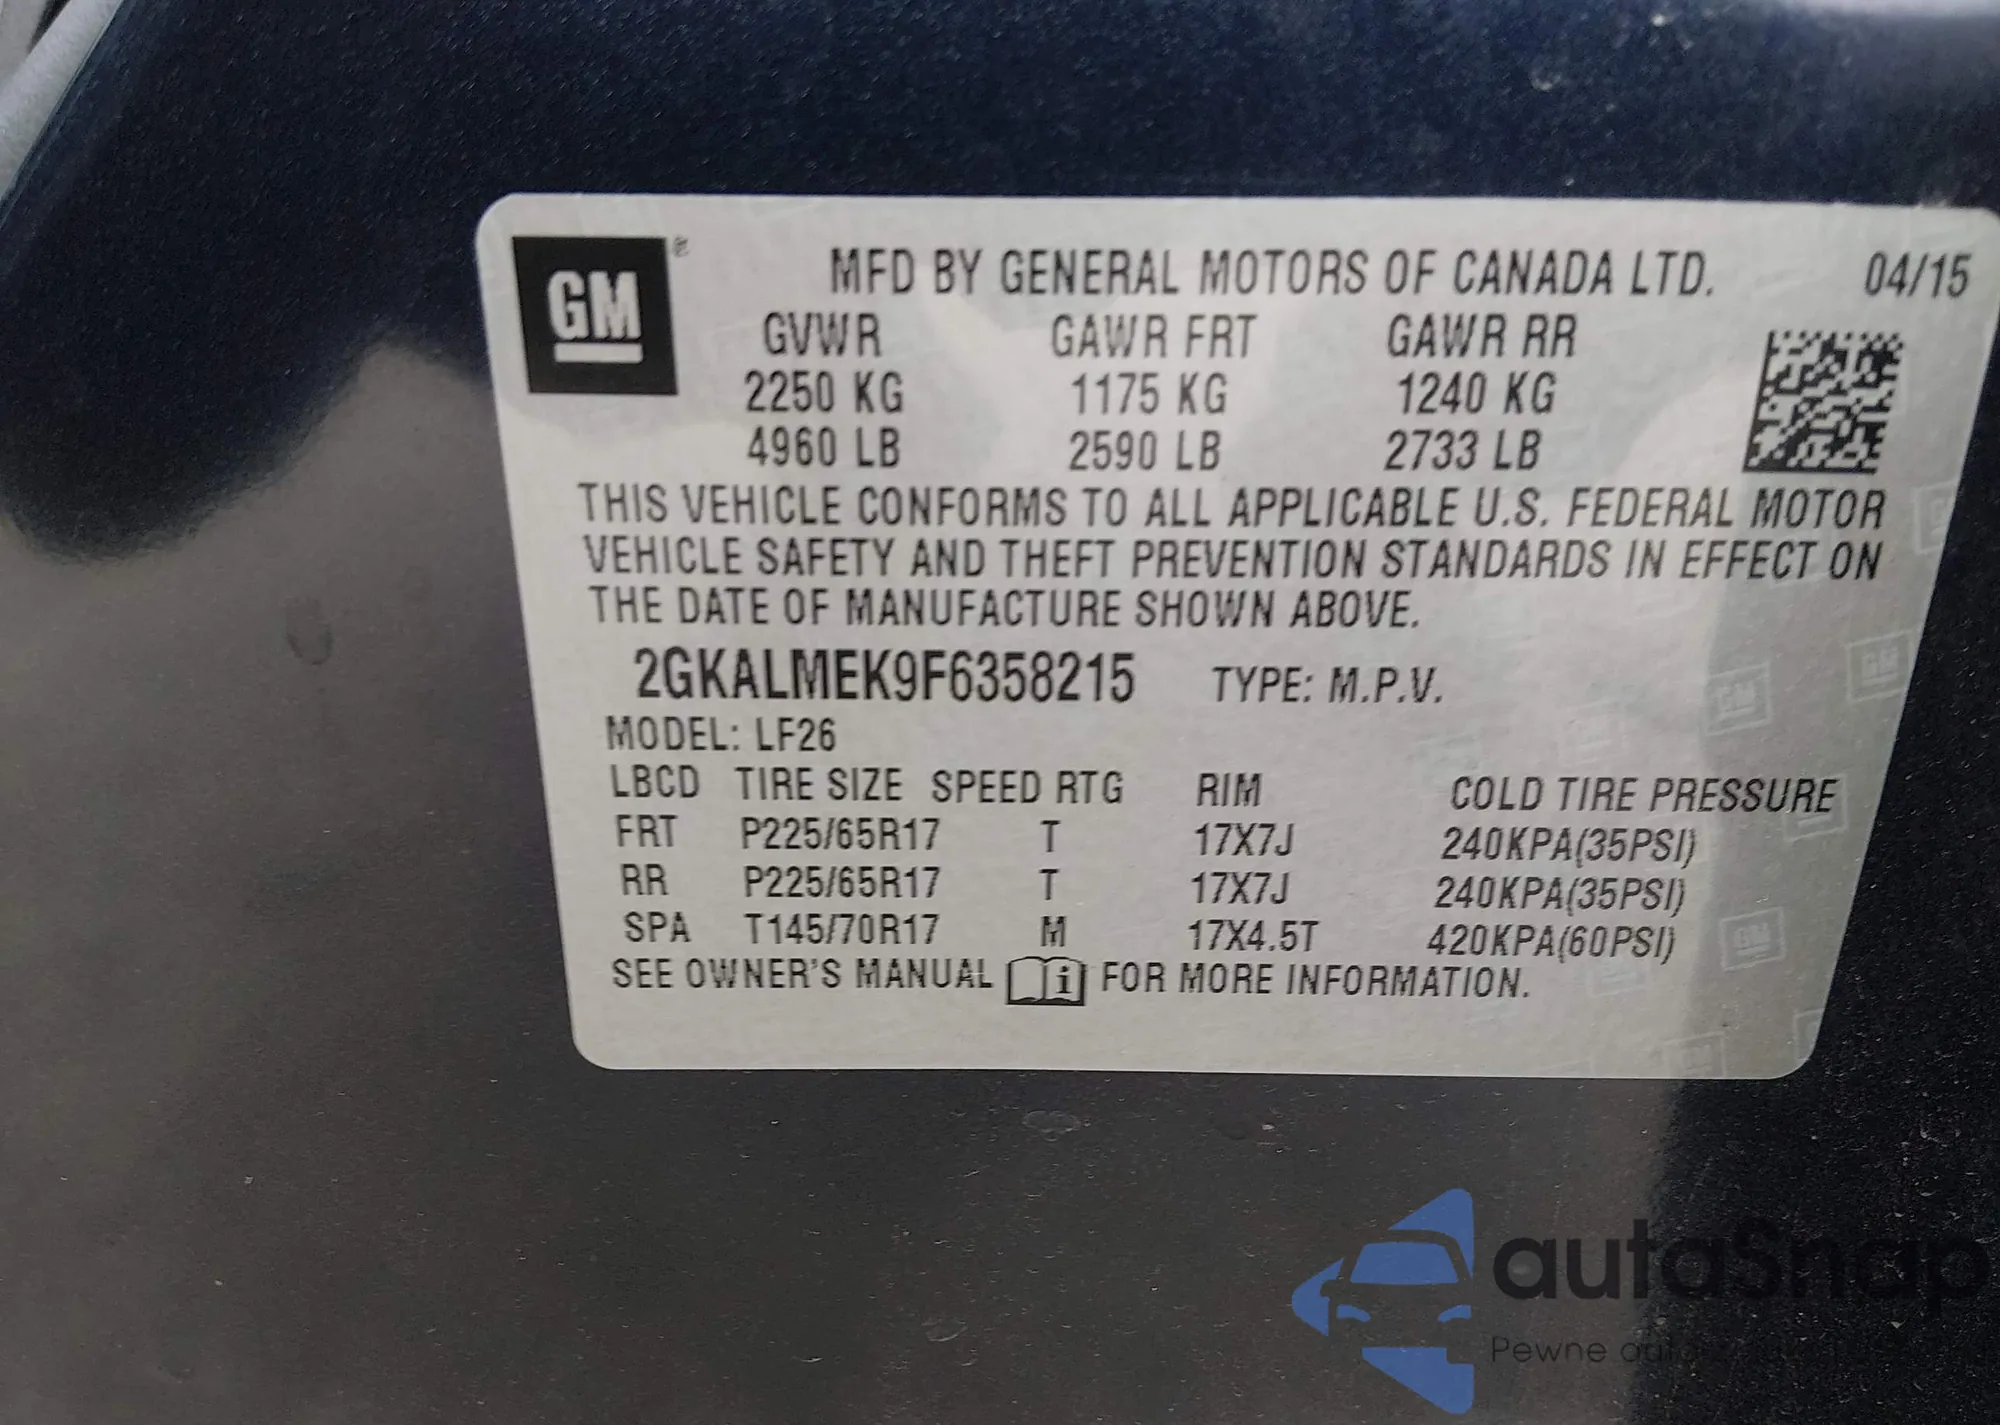 GM ®
MFD BY GENERAL MOTORS OF CANADA LTD. 04/15
GVWR GAWR FRT GAWR RR
2250 KG 1175 KG 1240 KG
4960 LB 2590 LB 2733 LB
THIS VEHICLE CONFORMS TO ALL APPLICABLE U.S. FEDERAL MOTOR
VEHICLE SAFETY AND THEFT PREVENTION STANDARDS IN EFFECT ON
THE DATE OF MANUFACTURE SHOWN ABOVE.
2GKALMEK9F6358215 TYPE: M.P.V.
MODEL: LF26
LBCD TIRE SIZE SPEED RTG RIM COLD TIRE PRESSURE
FRT P225/65R17 T 17X7J 240KPA(35PSI)
RR P225/65R17 T 17X7J 240KPA(35PSI)
SPA T145/70R17 M 17X4.5T 420KPA(60PSI)
SEE OWNER'S MANUAL i FOR MORE INFORMATION.
autaSnap
Pewne auta